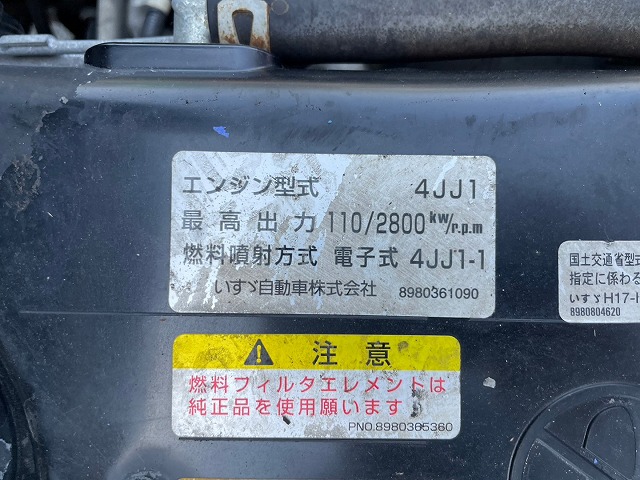 エンジン型式 4JJ1
最高出力 110/2800 kw/r.p.m
燃料噴射方式 電子式 4JJ1-1
いすゞ自動車株式会社 8980361090
国土交通省型式
指定に係わる
いすゞH17-
8980804620
注意
燃料フィルタエレメントは
純正品を使用願います
PNO.8980365360